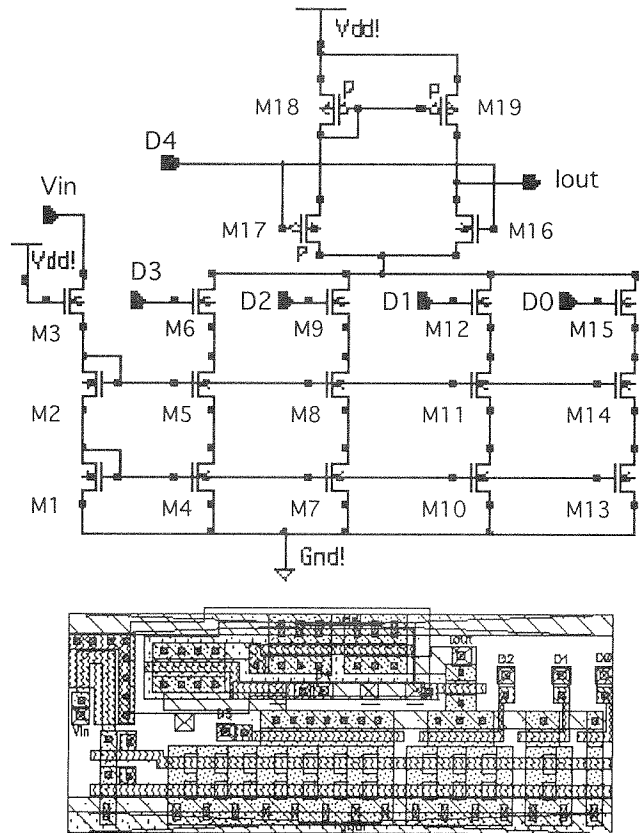 Vdd!
P P
M18 M19
D4
Vin Iout
M17 M16
P
Vdd!
D3 D2 D1 D0
M3 M6 M9 M12 M15
M2 M5 M8 M11 M14
M1 M4 M7 M10 M13
Gnd!
Iout
D2 D1 D0
D4
D3
Vin